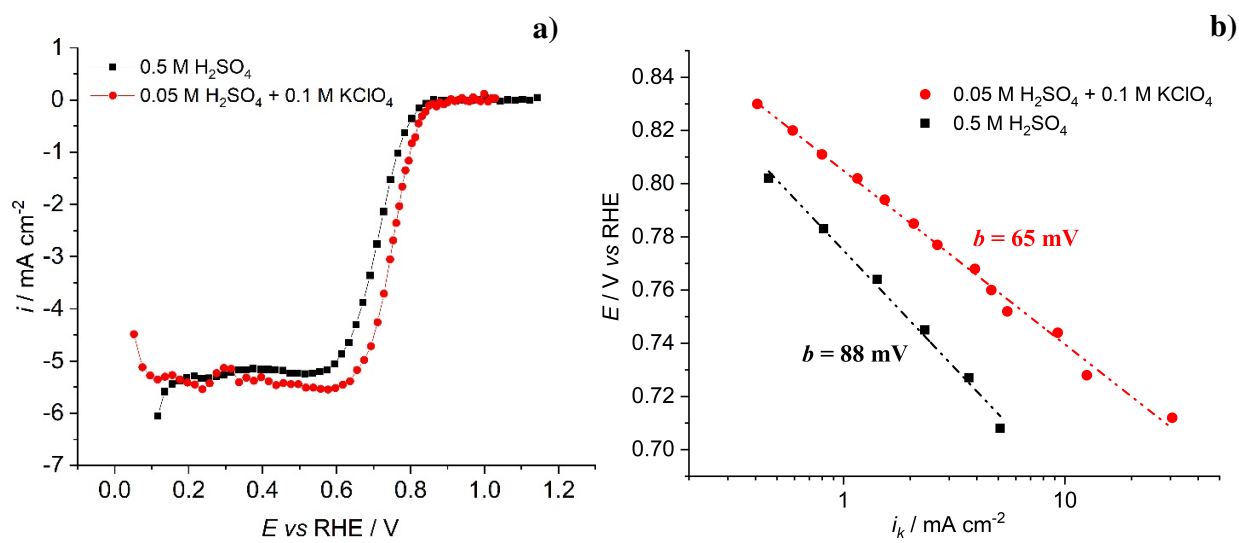 a)
0.5 M H₂SO₄
0.05 M H₂SO₄ + 0.1 M KClO₄
1
0
-1
-2
-3
-4
-5
-6
-7
i / mA cm⁻²
0.0 0.2 0.4 0.6 0.8 1.0 1.2
E vs RHE / V
b)
0.05 M H₂SO₄ + 0.1 M KClO₄
0.5 M H₂SO₄
0.84
0.82
0.80
0.78
0.76
0.74
0.72
0.70
E / V vs RHE
b = 65 mV
b = 88 mV
1 10
iₖ / mA cm⁻²